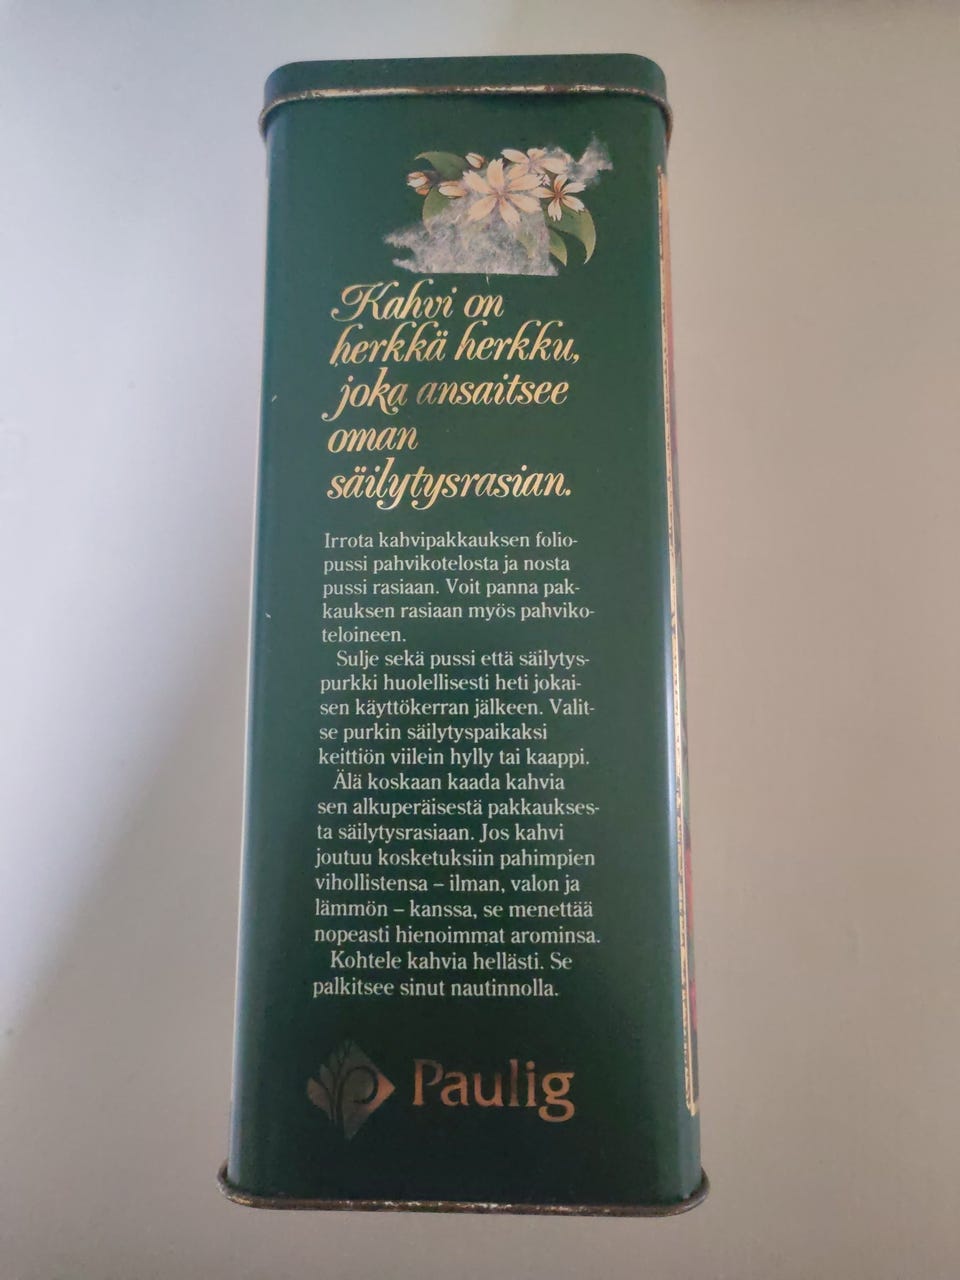 Kahvi on
herkkä herkku,
joka ansaitsee
oman
säilytysrasian.
Irrota kahvipakkauksen folio-
pussi pahvikotelosta ja nosta
pussi rasiaan. Voit panna pak-
kauksen rasiaan myös pahviko-
teloineen.
Sulje sekä pussi että säilytys-
purkki huolellisesti heti jokai-
sen käyttökerran jälkeen. Valit-
se purkin säilytyspaikaksi
keittiön viilein hylly tai kaappi.
Älä koskaan kaada kahvia
sen alkuperäisestä pakkaukses-
ta säilytysrasiaan. Jos kahvi
joutuu kosketuksiin pahimpien
vihollistensa – ilman, valon ja
lämmön – kanssa, se menettää
nopeasti hienoimmat arominsa.
Kohtele kahvia hellästi. Se
palkitsee sinut nautinnolla.
Paulig